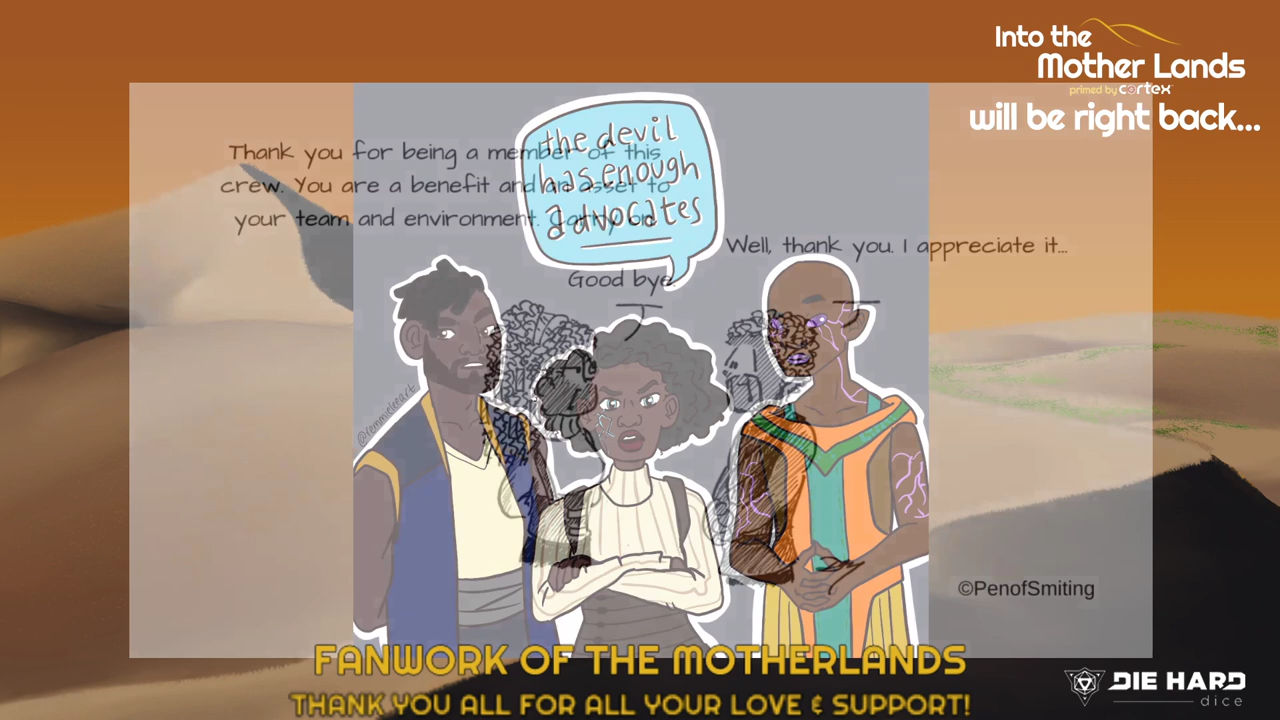 Into the
Mother Lands
primed by cortex
will be right back...
the devil
has enough
advocates
Thank you for being a member of this
crew. You are a benefit and an asset to
your team and environment. Carry on.
Well, thank you. I appreciate it...
Good bye.
@femmieleart
©PenofSmiting
FANWORK OF THE MOTHERLANDS
THANK YOU ALL FOR ALL YOUR LOVE & SUPPORT!
DIE HARD
dice